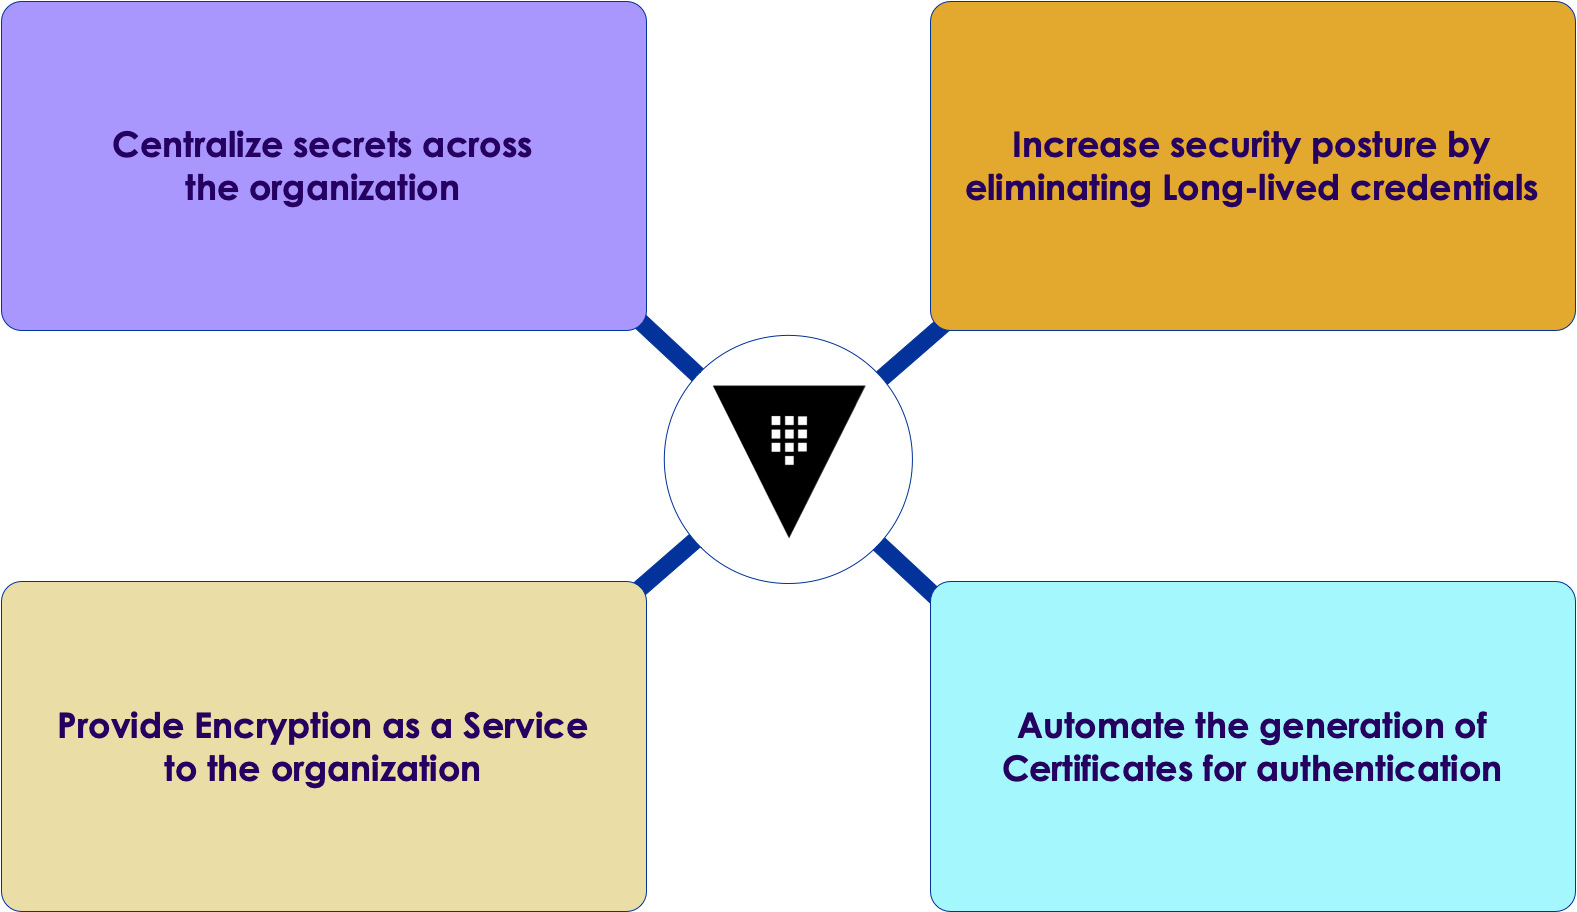 Centralize secrets across
the organization
Increase security posture by
eliminating Long-lived credentials
Provide Encryption as a Service
to the organization
Automate the generation of
Certificates for authentication